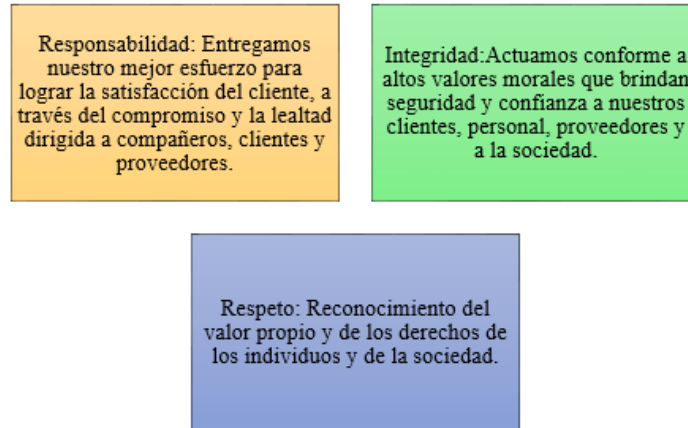 Responsabilidad: Entregamos
nuestro mejor esfuerzo para
lograr la satisfacción del cliente, a
través del compromiso y la lealtad
dirigida a compañeros, clientes y
proveedores.
Integridad:Actuamos conforme a
altos valores morales que brindan
seguridad y confianza a nuestros
clientes, personal, proveedores y
a la sociedad.
Respeto: Reconocimiento del
valor propio y de los derechos de
los individuos y de la sociedad.